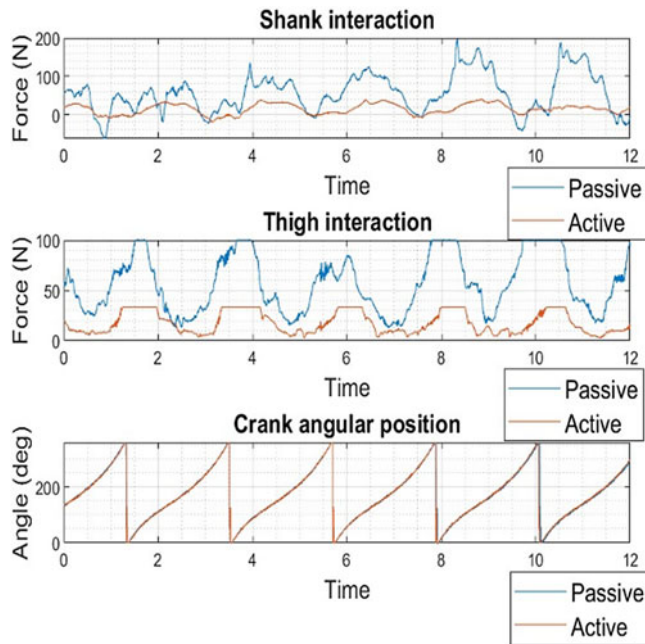 Shank interaction
Force (N)
200
100
0
0 2 4 6 8 10 12
Time
Passive
Active
Thigh interaction
Force (N)
100
50
0
0 2 4 6 8 10 12
Time
Passive
Active
Crank angular position
Angle (deg)
200
0
0 2 4 6 8 10 12
Time
Passive
Active